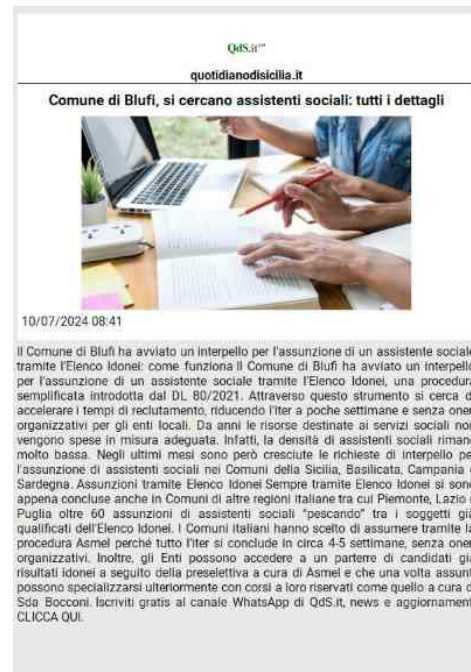 QdS.it
quotidianodisicilia.it
Comune di Blufi, si cercano assistenti sociali: tutti i dettagli
10/07/2024 08:41
Il Comune di Blufi ha avviato un interpello per l'assunzione di un assistente sociale
tramite l'Elenco Idonei: come funziona Il Comune di Blufi ha avviato un interpello
per l'assunzione di un assistente sociale tramite l'Elenco Idonei, una procedura
semplificata introdotta dal DL 80/2021. Attraverso questo strumento si cerca di
accelerare i tempi di reclutamento, riducendo l'iter a poche settimane e senza oneri
organizzativi per gli enti locali. Da anni le risorse destinate ai servizi sociali non
vengono spese in misura adeguata. Infatti, la densità di assistenti sociali rimane
molto bassa. Negli ultimi mesi sono però cresciute le richieste di interpello per
l'assunzione di assistenti sociali nei Comuni della Sicilia, Basilicata, Campania e
Sardegna. Assunzioni tramite Elenco Idonei Sempre tramite Elenco Idonei si sono
appena concluse anche in Comuni di altre regioni italiane tra cui Piemonte, Lazio e
Puglia oltre 60 assunzioni di assistenti sociali "pescando" tra i soggetti già
qualificati dell'Elenco Idonei. I Comuni italiani hanno scelto di assumere tramite la
procedura Asmel perché tutto l'iter si conclude in circa 4-5 settimane, senza oneri
organizzativi. Inoltre, gli Enti possono accedere a un parterre di candidati già
risultati idonei a seguito della preselettiva a cura di Asmel e che una volta assunti
possono specializzarsi ulteriormente con corsi a loro riservati come quello a cura di
Sda Bocconi. Iscriviti gratis al canale WhatsApp di QdS.it, news e aggiornamenti
CLICCA QUI.